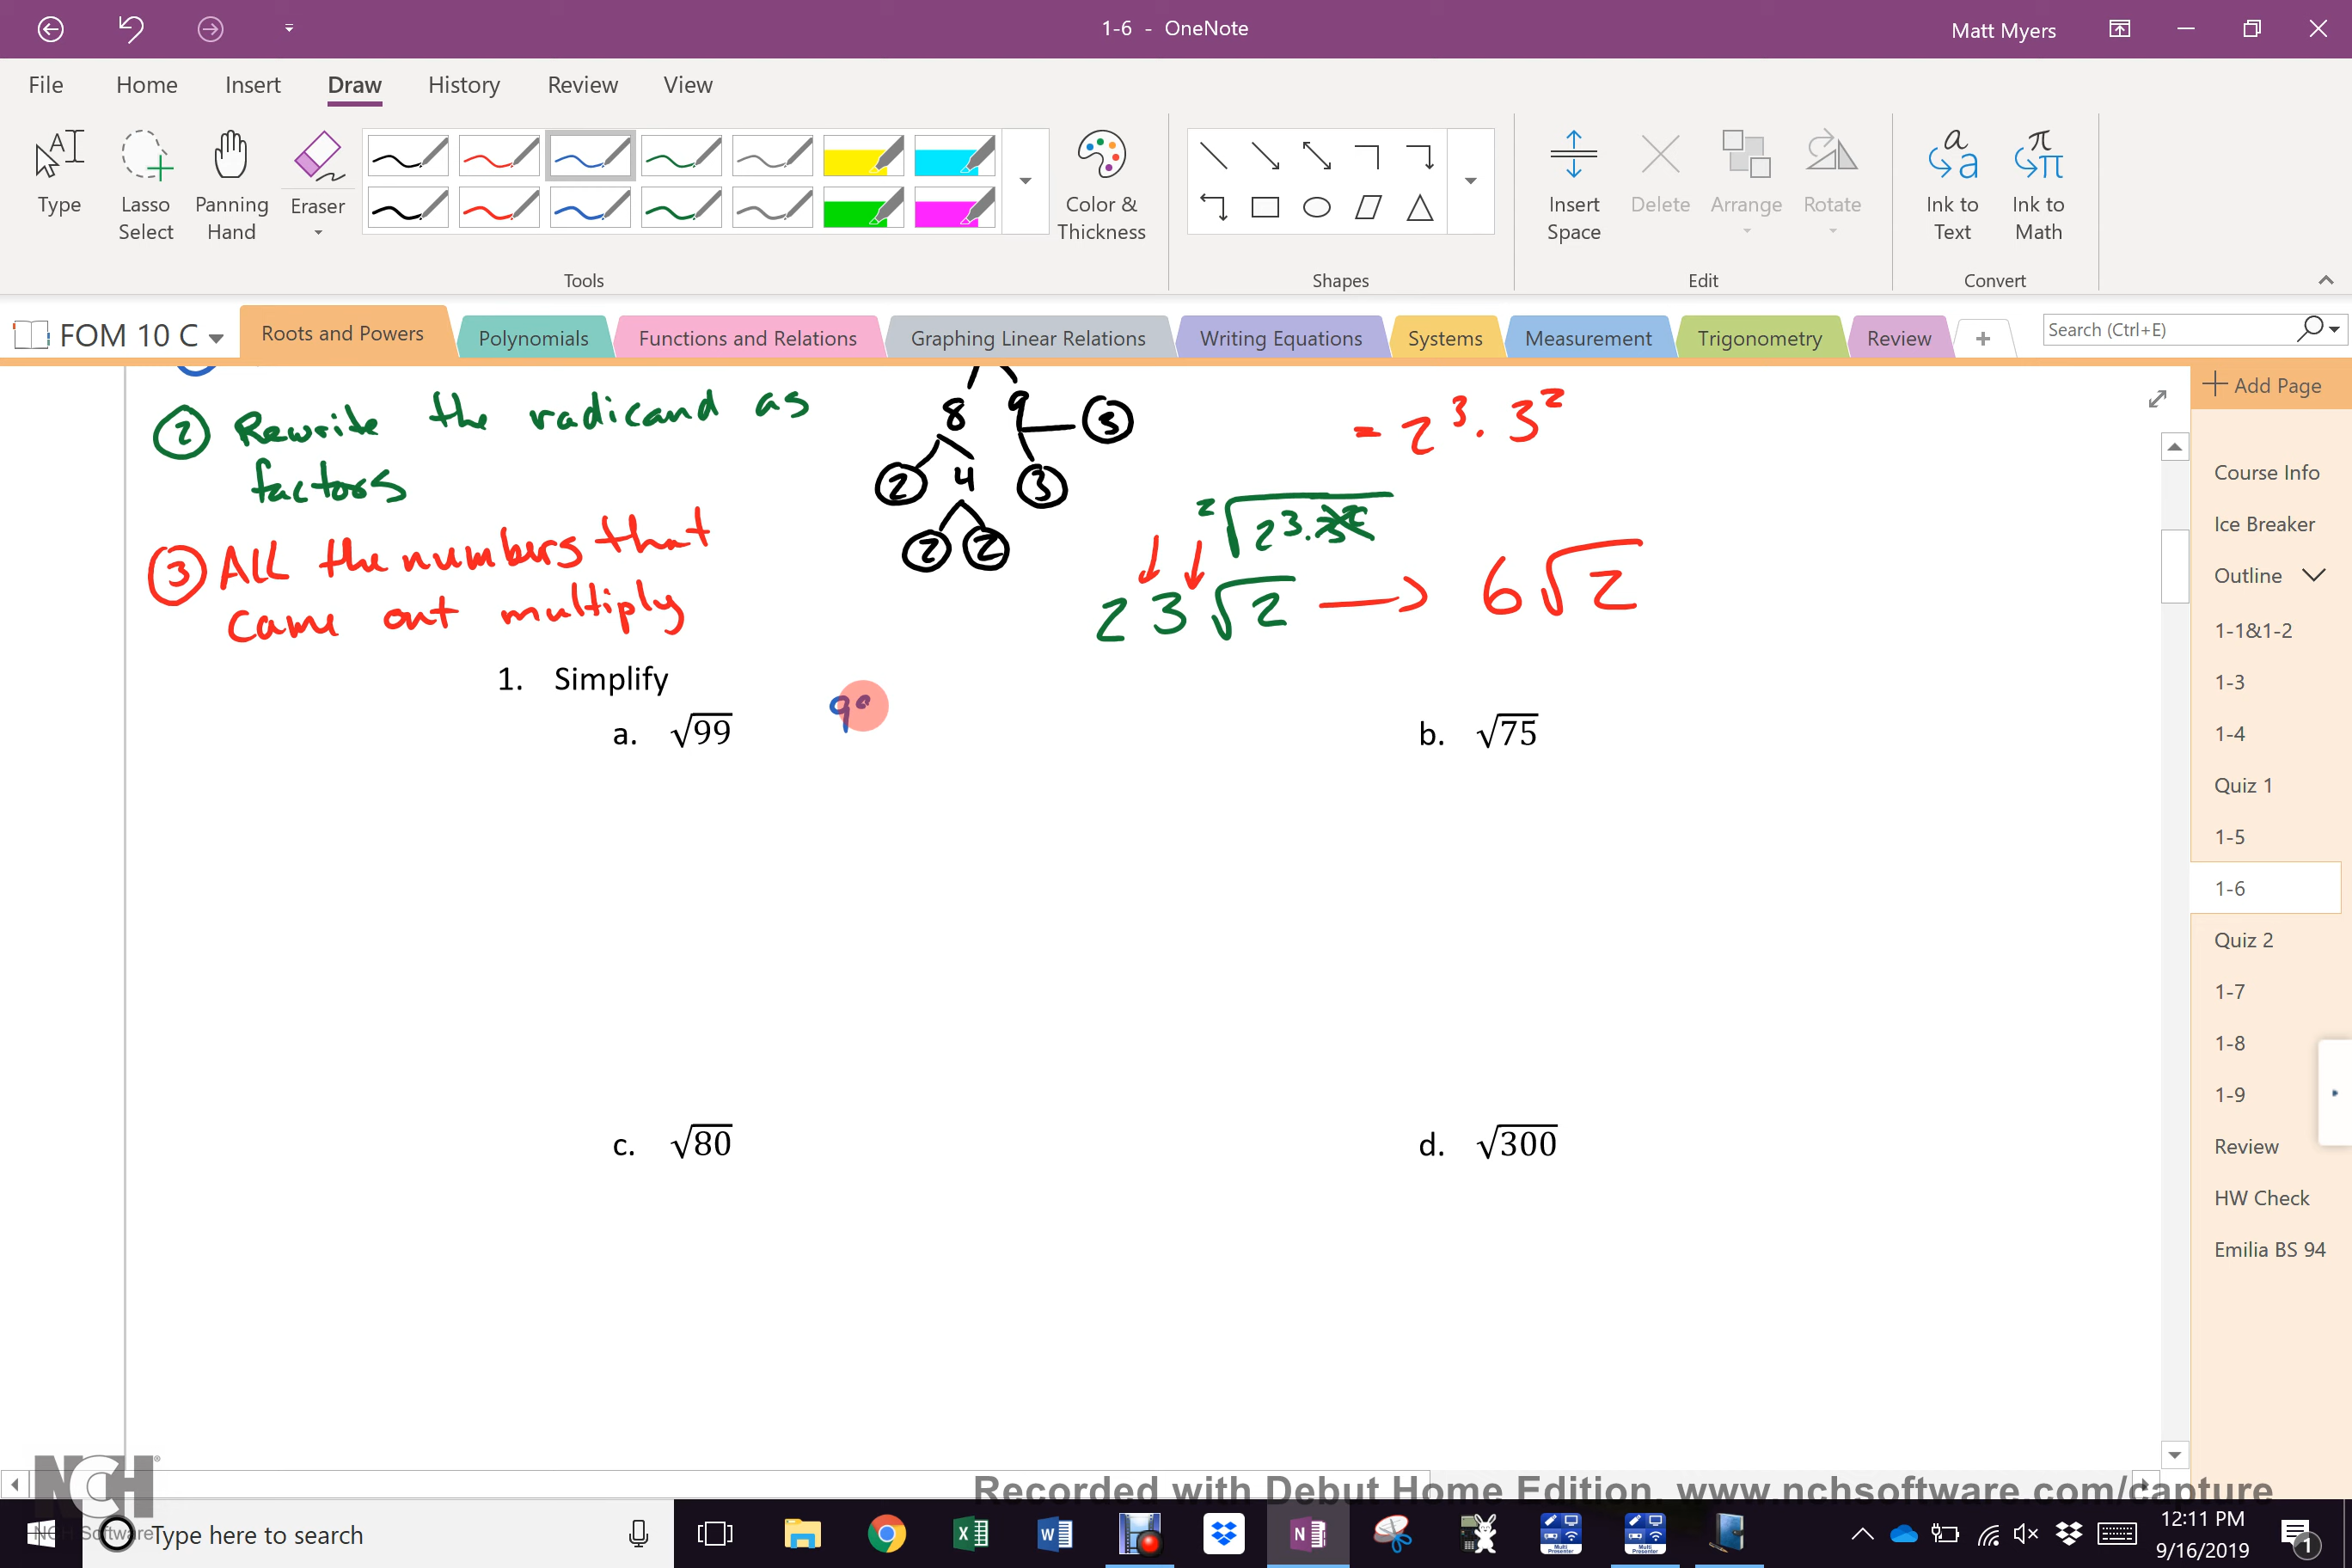 1-6 - OneNote
Matt Myers
File Home Insert Draw History Review View
Type
Lasso Select
Panning Hand
Eraser
Color & Thickness
Insert Space
Delete
Arrange
Rotate
Ink to Text
Ink to Math
Tools
Shapes
Edit
Convert
FOM 10 C
Roots and Powers
Polynomials
Functions and Relations
Graphing Linear Relations
Writing Equations
Systems
Measurement
Trigonometry
Review
Search (Ctrl+E)
Add Page
Course Info
Ice Breaker
Outline
1-1&1-2
1-3
1-4
Quiz 1
1-5
1-6
Quiz 2
1-7
1-8
1-9
Review
HW Check
Emilia BS 94
② Rewrite the radicand as
factors
③ All the numbers that
came out multiply
8 9 3
2 4 3
2 2
= 2³ · 3²
2 3 √2 → 6√2
1. Simplify
a. √99
b. √75
c. √80
d. √300
NCH
NCH Software
Recorded with Debut Home Edition. www.nchsoftware.com/capture
Type here to search
12:11 PM
9/16/2019
1